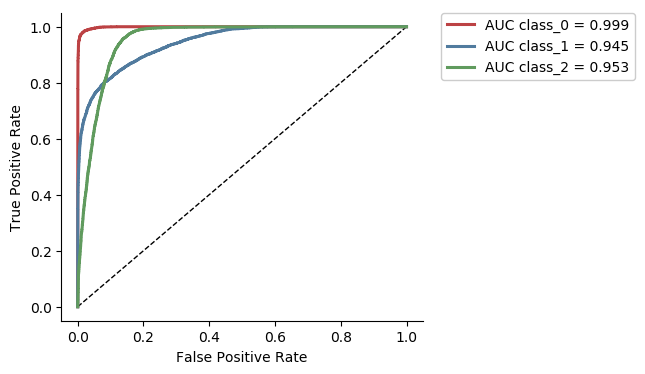 1.0
0.8
0.6
0.4
0.2
0.0
True Positive Rate
0.0 0.2 0.4 0.6 0.8 1.0
False Positive Rate
AUC class_0 = 0.999
AUC class_1 = 0.945
AUC class_2 = 0.953